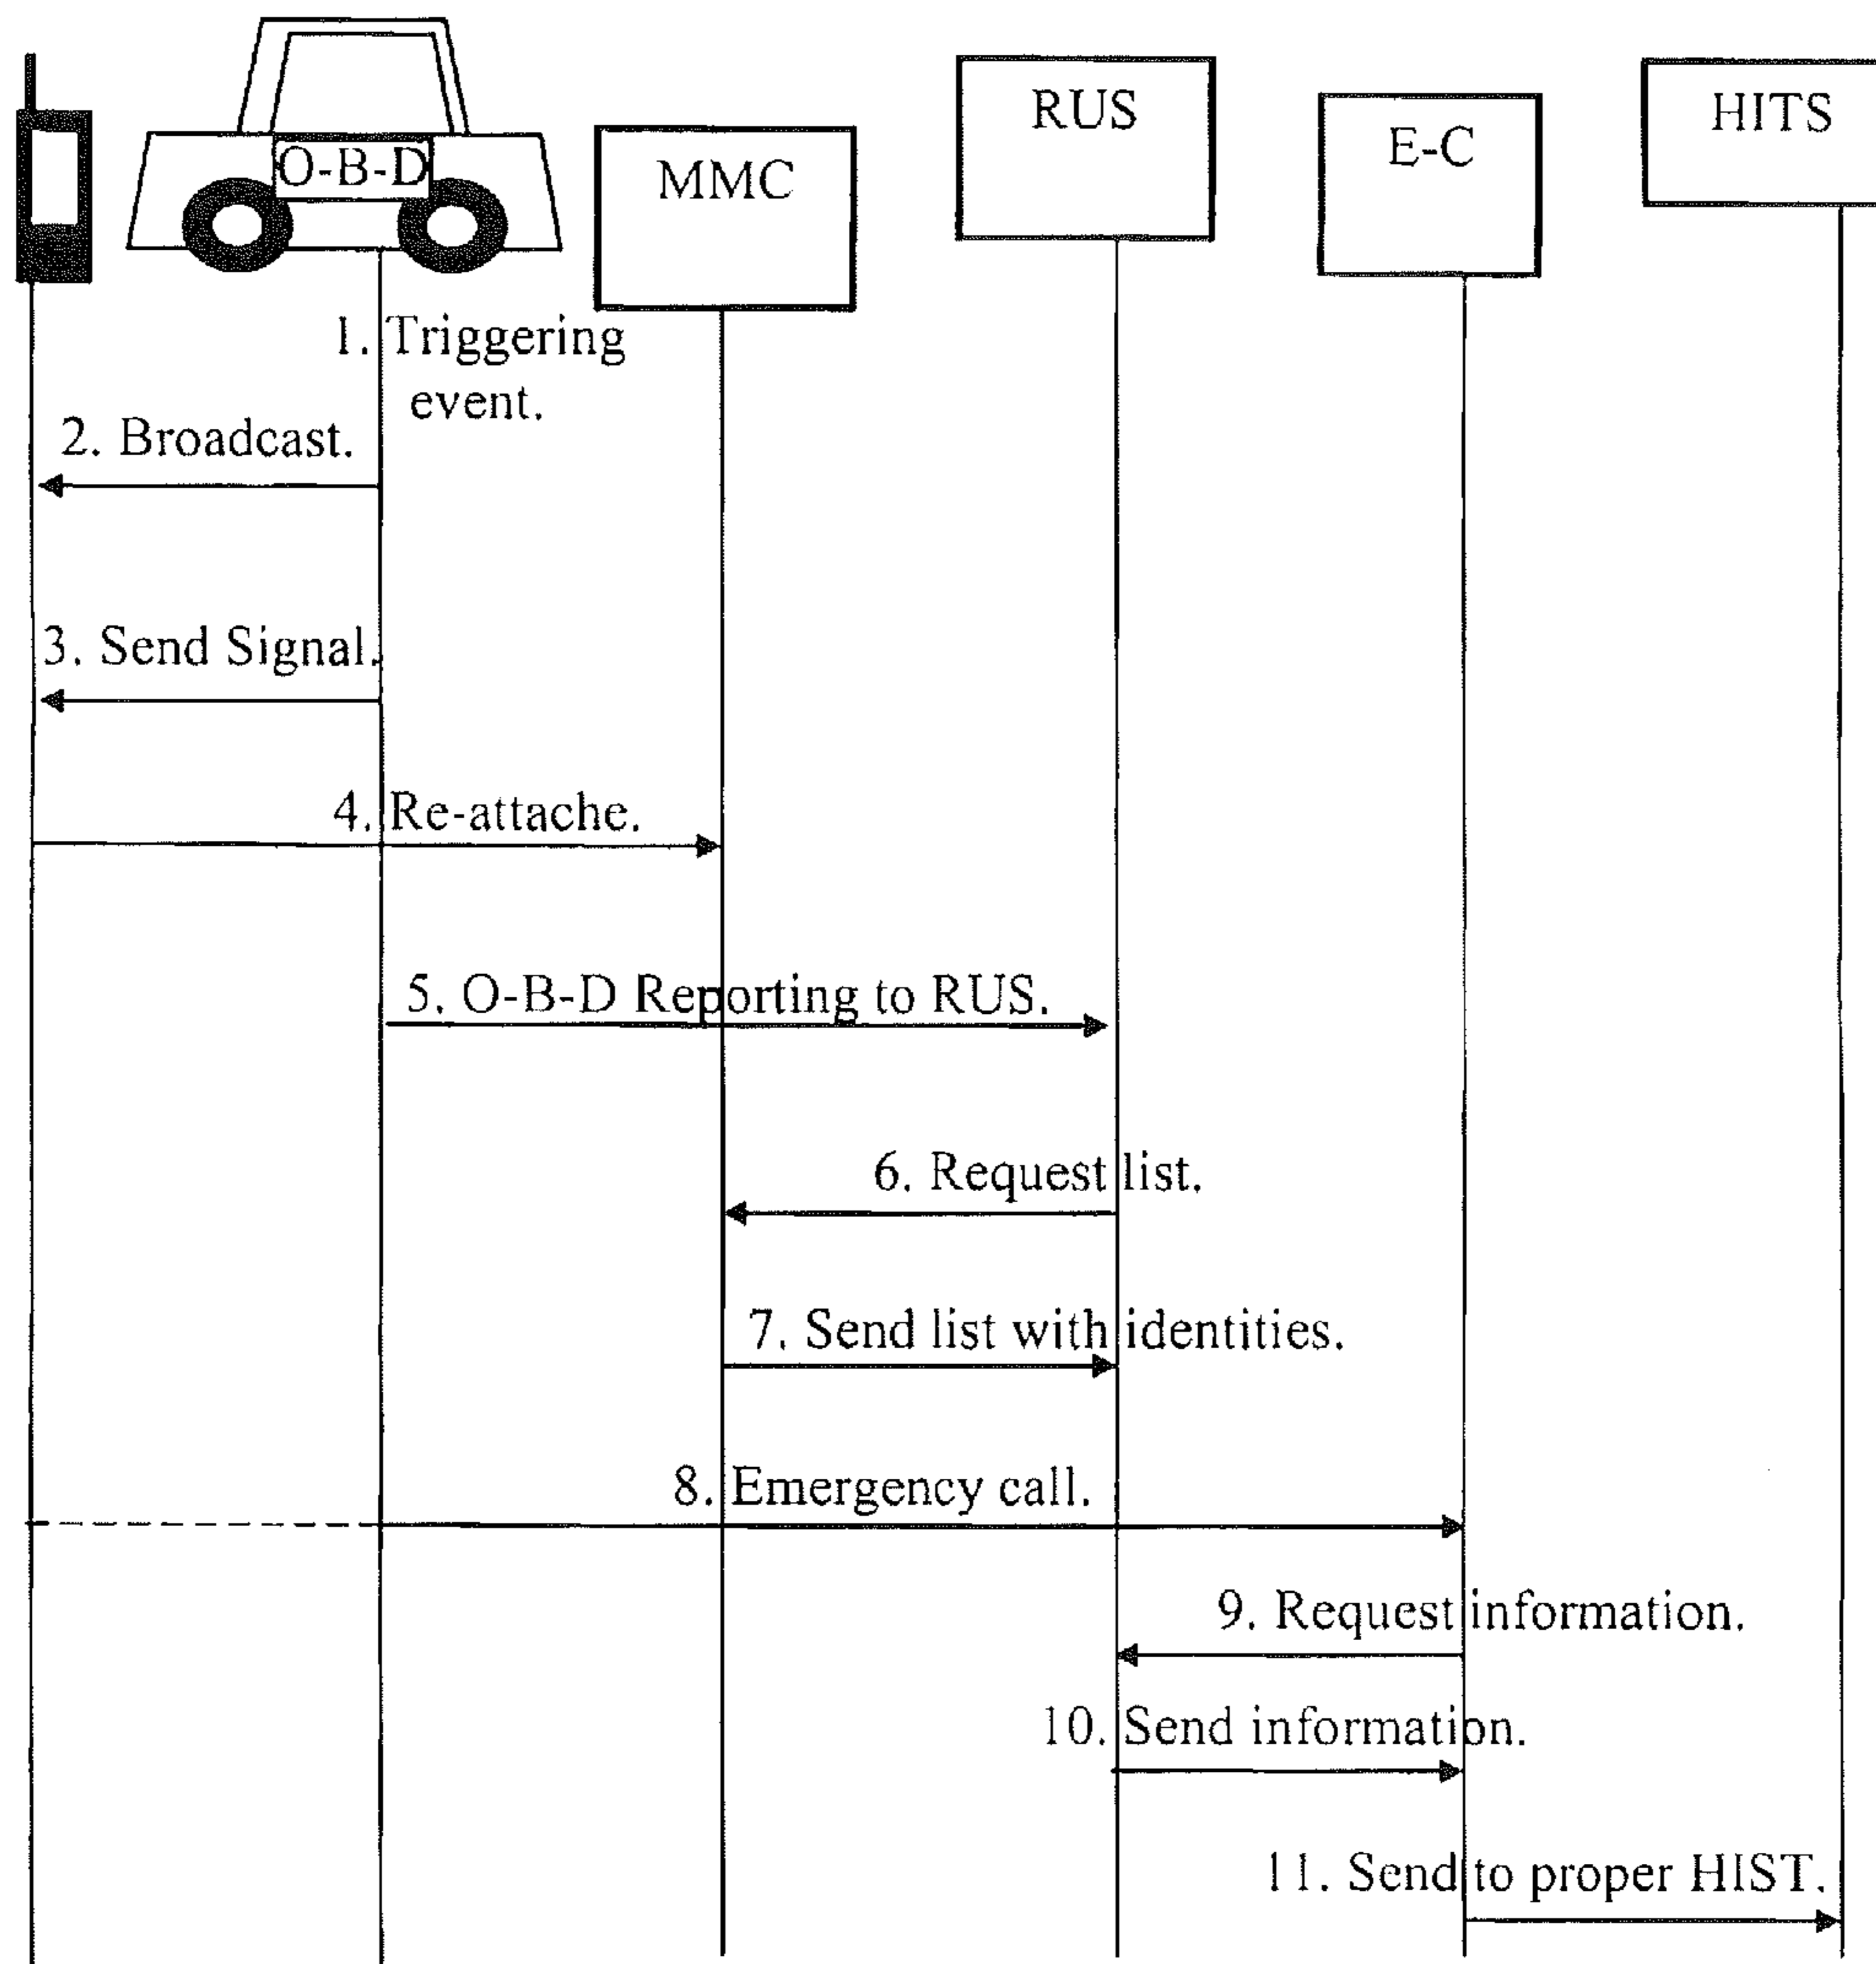 RUS
HITS
E-C
O-B-D
MMC
1. Triggering
event.
2. Broadcast.
3. Send Signal.
4. Re-attache.
5. O-B-D Reporting to RUS.
6. Request list.
7. Send list with identities.
8. Emergency call.
9. Request information.
10. Send information.
11. Send to proper HIST.